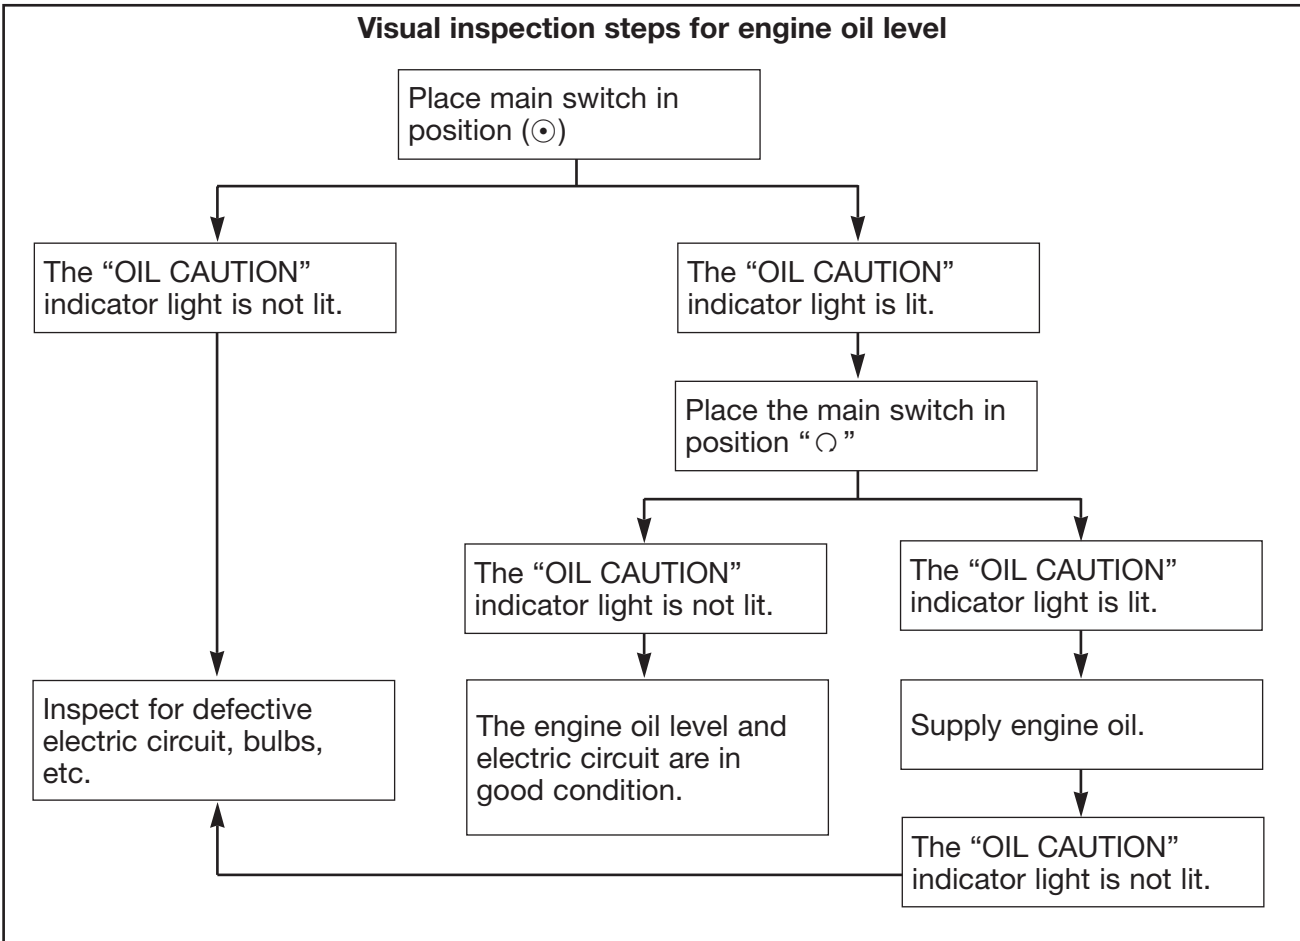 Visual inspection steps for engine oil level
Place main switch in
position (⊙)
The “OIL CAUTION”
indicator light is not lit.
The “OIL CAUTION”
indicator light is lit.
Place the main switch in
position “ ”
The “OIL CAUTION”
indicator light is not lit.
The “OIL CAUTION”
indicator light is lit.
Inspect for defective
electric circuit, bulbs,
etc.
The engine oil level and
electric circuit are in
good condition.
Supply engine oil.
The “OIL CAUTION”
indicator light is not lit.